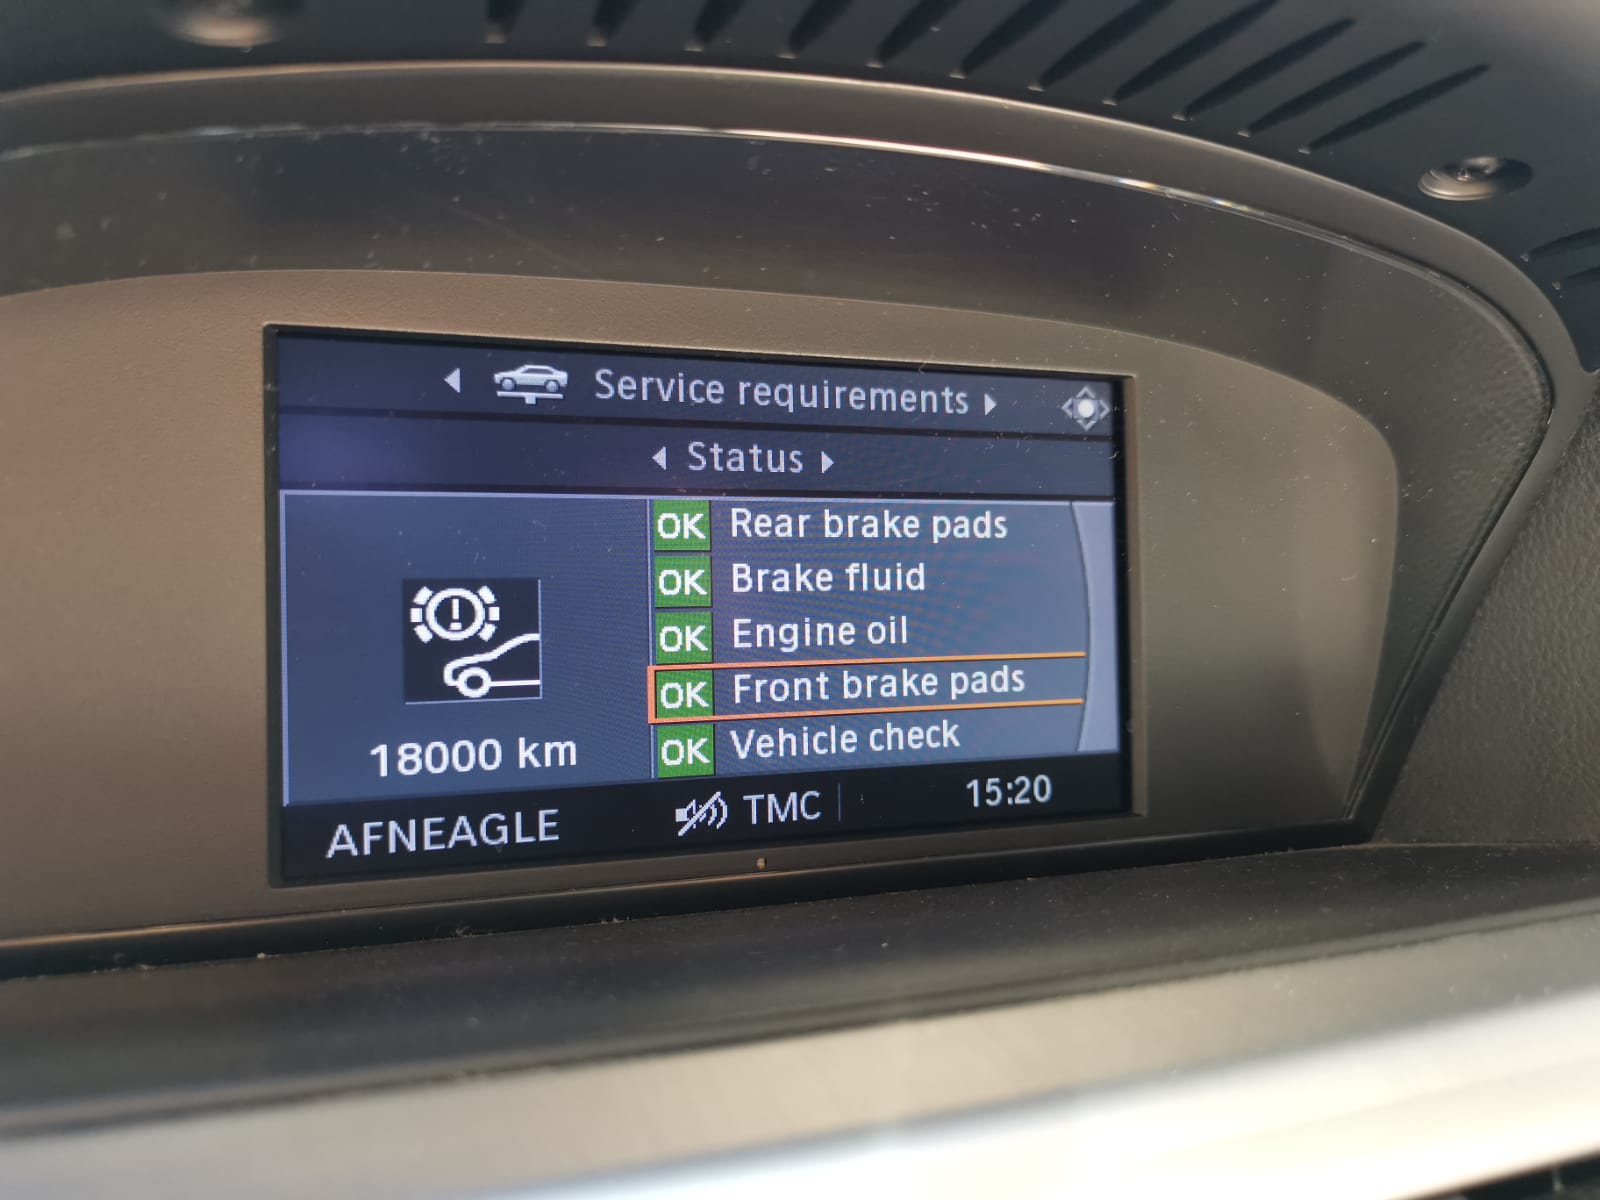 Service requirements
Status
OK Rear brake pads
OK Brake fluid
OK Engine oil
OK Front brake pads
OK Vehicle check
18000 km
AFNEAGLE TMC 15:20